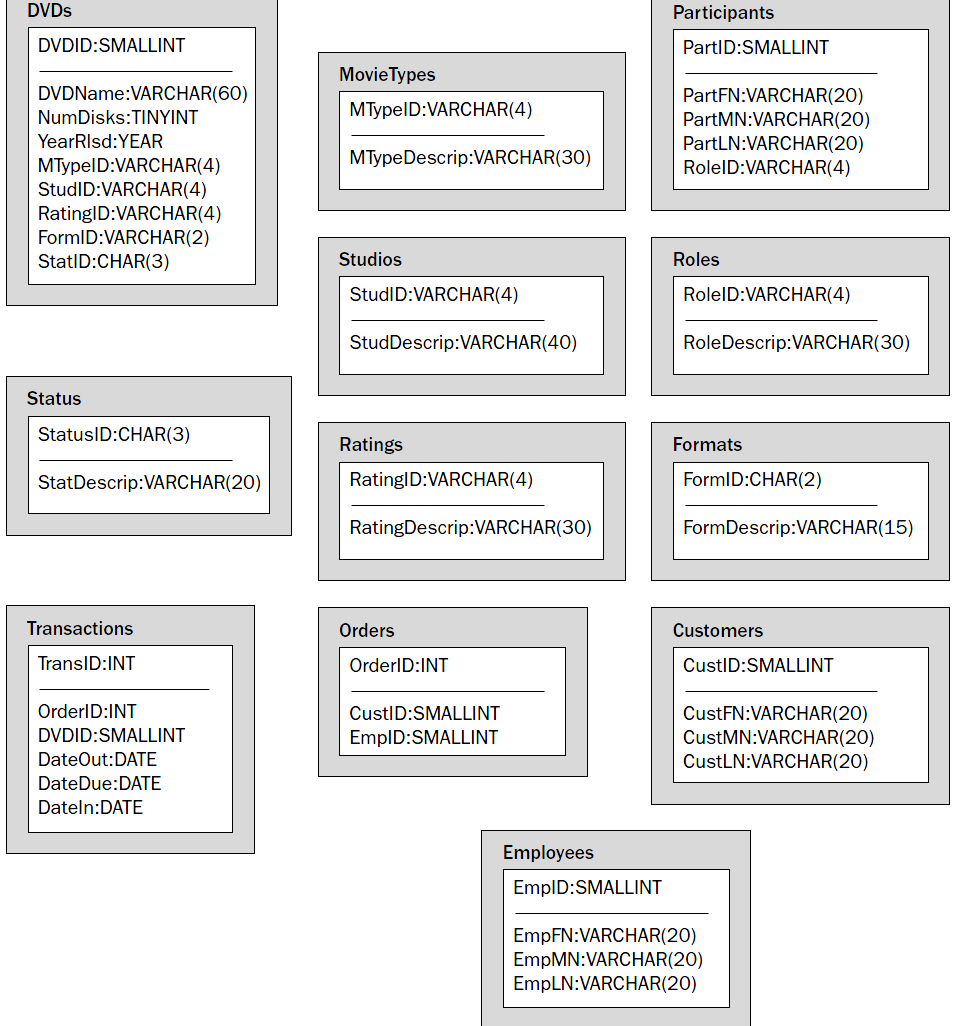 DVDs
DVDID:SMALLINT
DVDName:VARCHAR(60)
NumDisks:TINYINT
YearRlsd:YEAR
MTypeID:VARCHAR(4)
StudID:VARCHAR(4)
RatingID:VARCHAR(4)
FormID:VARCHAR(2)
StatID:CHAR(3)
MovieTypes
MTypeID:VARCHAR(4)
MTypeDescrip:VARCHAR(30)
Participants
PartID:SMALLINT
PartFN:VARCHAR(20)
PartMN:VARCHAR(20)
PartLN:VARCHAR(20)
RoleID:VARCHAR(4)
Studios
StudID:VARCHAR(4)
StudDescrip:VARCHAR(40)
Roles
RoleID:VARCHAR(4)
RoleDescrip:VARCHAR(30)
Status
StatusID:CHAR(3)
StatDescrip:VARCHAR(20)
Ratings
RatingID:VARCHAR(4)
RatingDescrip:VARCHAR(30)
Formats
FormID:CHAR(2)
FormDescrip:VARCHAR(15)
Transactions
TransID:INT
OrderID:INT
DVDID:SMALLINT
DateOut:DATE
DateDue:DATE
DateIn:DATE
Orders
OrderID:INT
CustID:SMALLINT
EmpID:SMALLINT
Customers
CustID:SMALLINT
CustFN:VARCHAR(20)
CustMN:VARCHAR(20)
CustLN:VARCHAR(20)
Employees
EmpID:SMALLINT
EmpFN:VARCHAR(20)
EmpMN:VARCHAR(20)
EmpLN:VARCHAR(20)